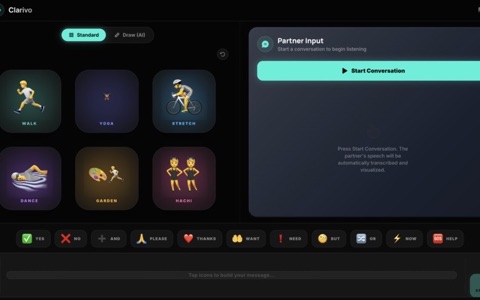 Clarivo
Standard
Draw (AI)
WALK
YOGA
STRETCH
DANCE
GARDEN
HACHI
Partner Input
Start a conversation to begin listening
Start Conversation
Press Start Conversation. The
partner's speech will be
automatically transcribed and
visualized.
YES
NO
AND
PLEASE
THANKS
WANT
NEED
BUT
OR
NOW
SOS
HELP
Tap icons to build your message...